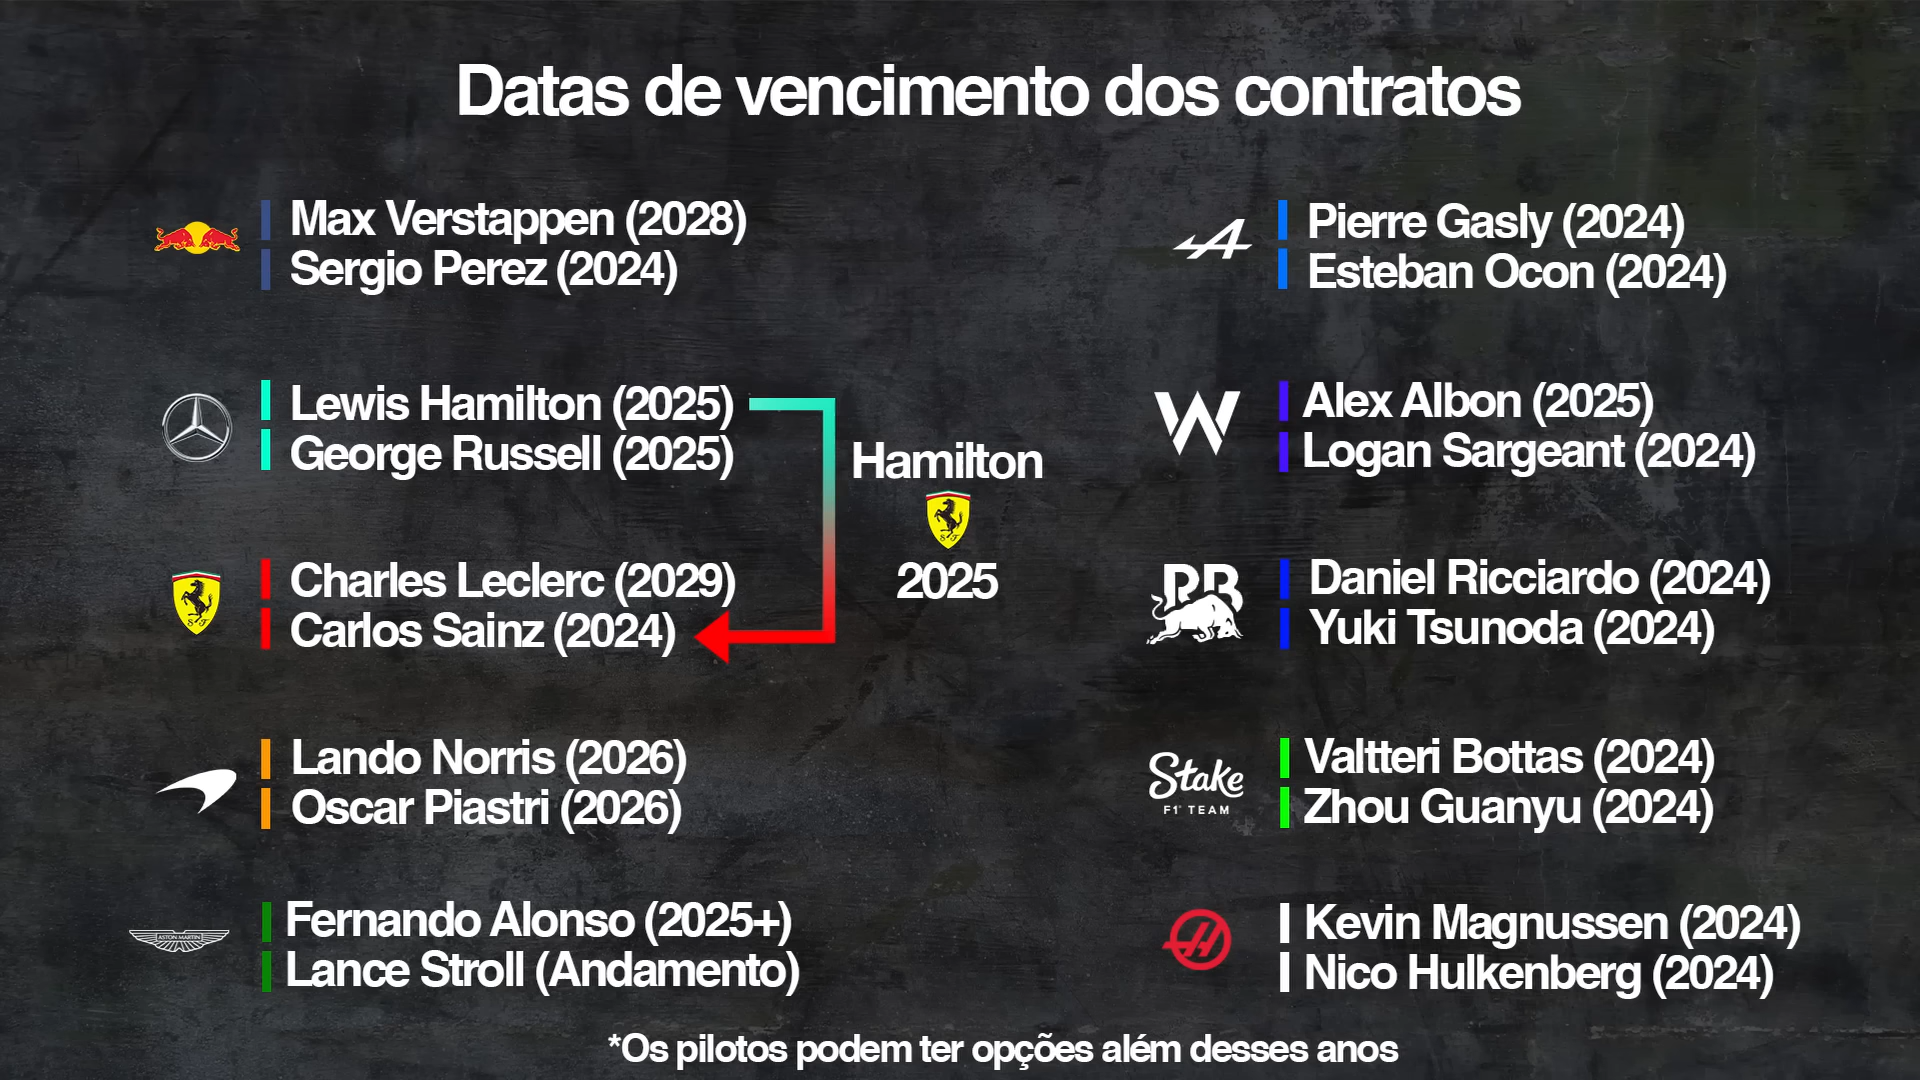 Datas de vencimento dos contratos
Max Verstappen (2028)
Sergio Perez (2024)
Lewis Hamilton (2025)
George Russell (2025)
Hamilton
S F
2025
S F
Charles Leclerc (2029)
Carlos Sainz (2024)
Lando Norris (2026)
Oscar Piastri (2026)
ASTON MARTIN
Fernando Alonso (2025+)
Lance Stroll (Andamento)
Pierre Gasly (2024)
Esteban Ocon (2024)
Alex Albon (2025)
Logan Sargeant (2024)
RB
Daniel Ricciardo (2024)
Yuki Tsunoda (2024)
Stake
F1 TEAM
Valtteri Bottas (2024)
Zhou Guanyu (2024)
Kevin Magnussen (2024)
Nico Hulkenberg (2024)
*Os pilotos podem ter opções além desses anos